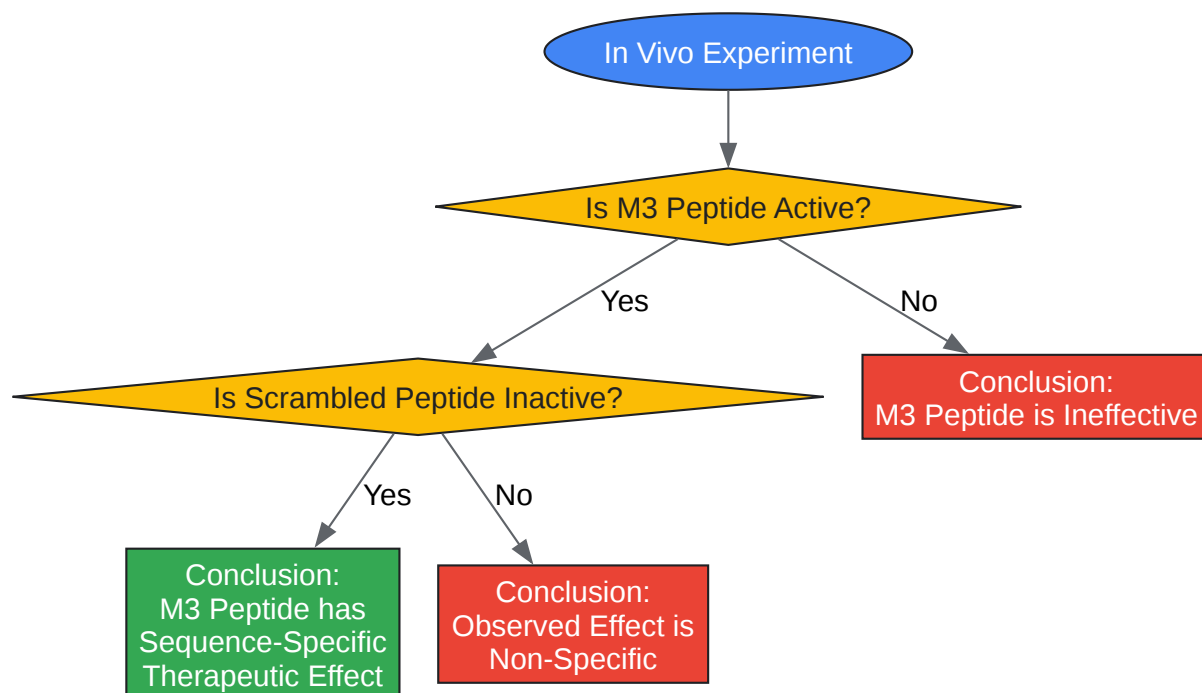 In Vivo Experiment
Is M3 Peptide Active?
Yes
No
Is Scrambled Peptide Inactive?
Conclusion:
M3 Peptide is Ineffective
Yes
No
Conclusion:
M3 Peptide has
Sequence-Specific
Therapeutic Effect
Conclusion:
Observed Effect is
Non-Specific